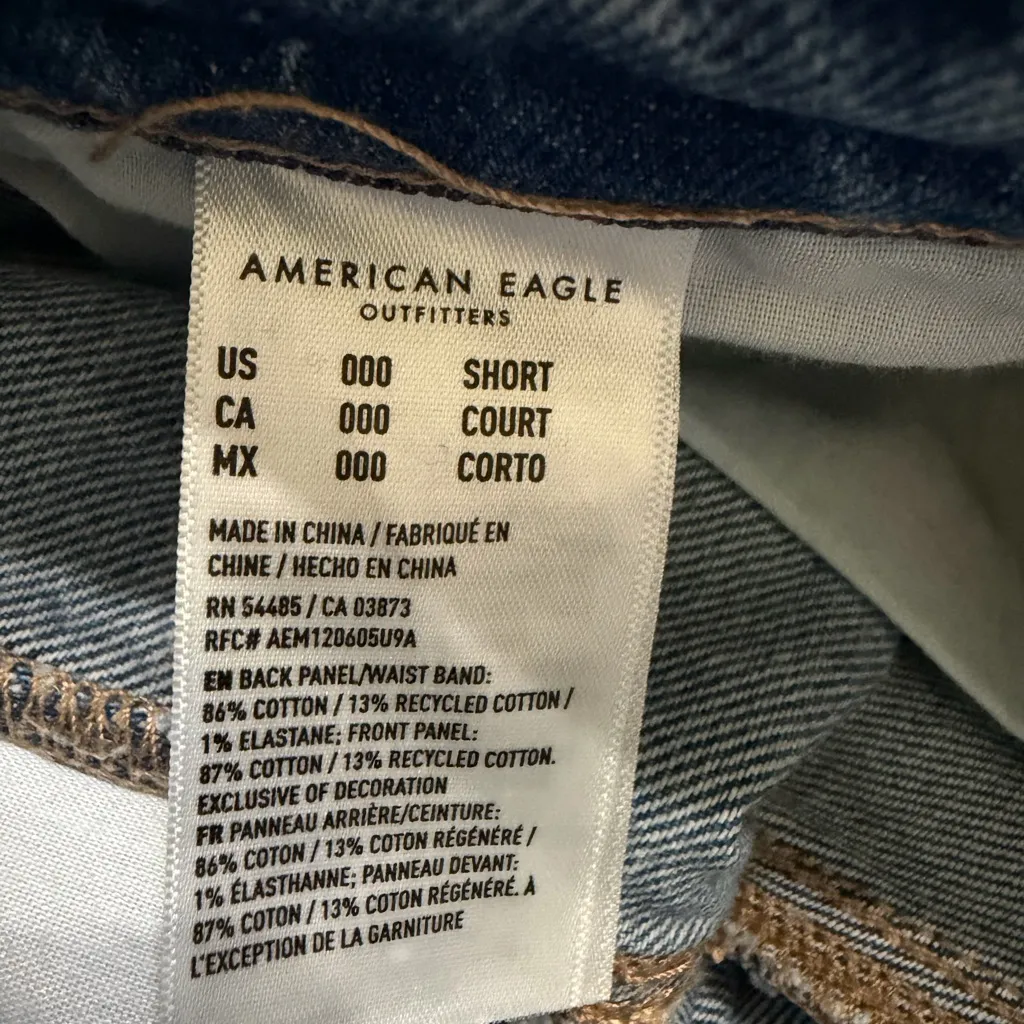 AMERICAN EAGLE
OUTFITTERS
US 000 SHORT
CA 000 COURT
MX 000 CORTO
MADE IN CHINA / FABRIQUÉ EN
CHINE / HECHO EN CHINA
RN 54485 / CA 03873
RFC# AEM120605U9A
EN BACK PANEL/WAIST BAND:
86% COTTON / 13% RECYCLED COTTON /
1% ELASTANE; FRONT PANEL:
87% COTTON / 13% RECYCLED COTTON.
EXCLUSIVE OF DECORATION
FR PANNEAU ARRIÈRE/CEINTURE:
86% COTON / 13% COTON RÉGÉNÉRÉ /
1% ÉLASTHANNE; PANNEAU DEVANT:
87% COTON / 13% COTON RÉGÉNÉRÉ. À
L'EXCEPTION DE LA GARNITURE